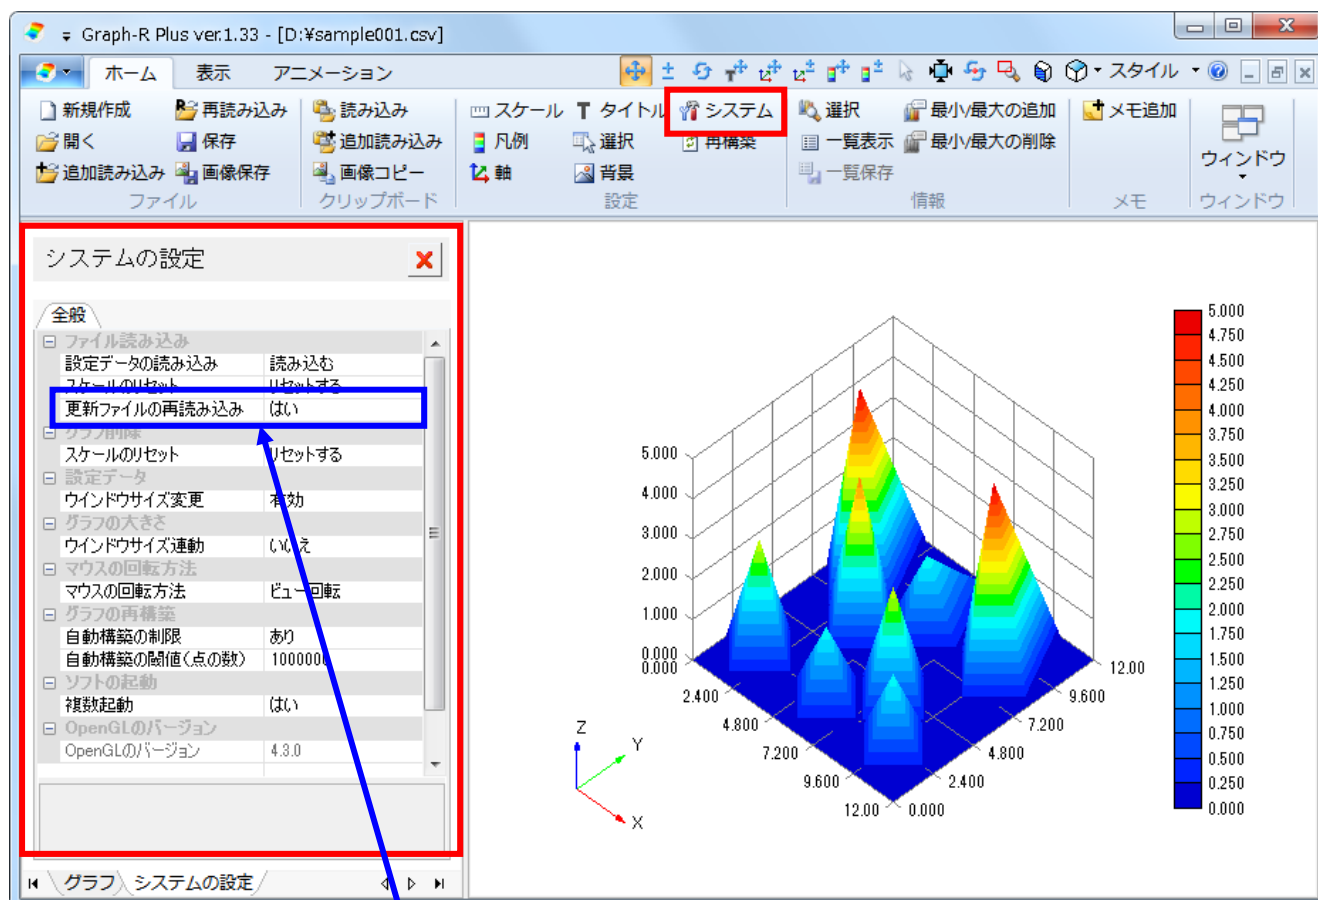 Graph-R Plus ver.1.33 - [D:¥sample001.csv]
ホーム 表示 アニメーション スタイル
新規作成 再読み込み 読み込み スケール タイトル システム 選択 最小/最大の追加 メモ追加
開く 保存 追加読み込み 凡例 選択 再構築 一覧表示 最小/最大の削除
追加読み込み 画像保存 画像コピー 軸 背景 一覧保存 ウィンドウ
ファイル クリップボード 設定 情報 メモ ウィンドウ
システムの設定
全般
ファイル読み込み
設定データの読み込み 読み込む
スケールのリセット リセットする
更新ファイルの再読み込み はい
グラフ削除
スケールのリセット リセットする
設定データ
ウインドウサイズ変更 有効
グラフの大きさ
ウインドウサイズ連動 いいえ
マウスの回転方法
マウスの回転方法 ビュー回転
グラフの再構築
自動構築の制限 あり
自動構築の閾値(点の数) 1000000
ソフトの起動
複数起動 はい
OpenGLのバージョン
OpenGLのバージョン 4.3.0
グラフ システムの設定
5.000
4.000
3.000
2.000
1.000
0.000
0.000
2.400
4.800
7.200
9.600
12.00
0.000
2.400
4.800
7.200
9.600
12.00
Z
Y
X
5.000
4.750
4.500
4.250
4.000
3.750
3.500
3.250
3.000
2.750
2.500
2.250
2.000
1.750
1.500
1.250
1.000
0.750
0.500
0.250
0.000